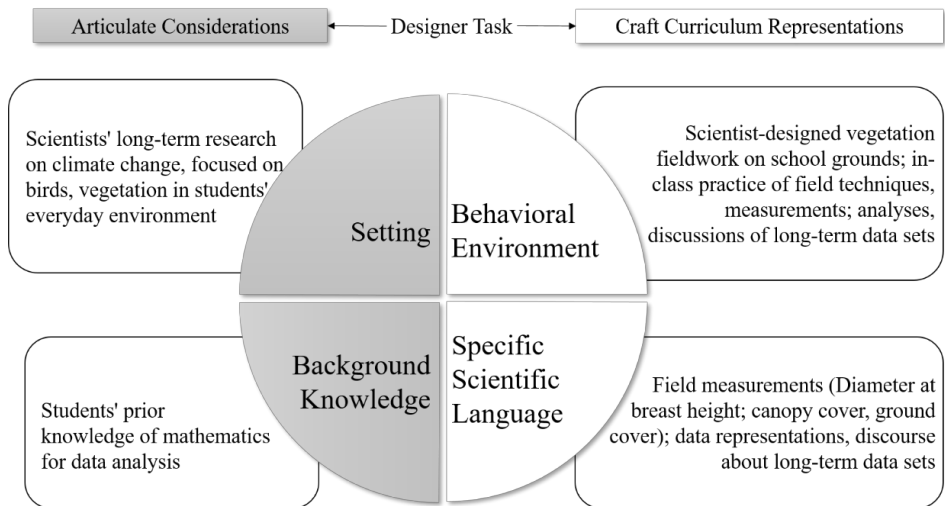 Articulate Considerations
Designer Task
Craft Curriculum Representations
Scientists' long-term research
on climate change, focused on
birds, vegetation in students'
everyday environment
Setting
Behavioral
Environment
Scientist-designed vegetation
fieldwork on school grounds; in-
class practice of field techniques,
measurements; analyses,
discussions of long-term data sets
Students' prior
knowledge of mathematics
for data analysis
Background
Knowledge
Specific
Scientific
Language
Field measurements (Diameter at
breast height; canopy cover, ground
cover); data representations, discourse
about long-term data sets